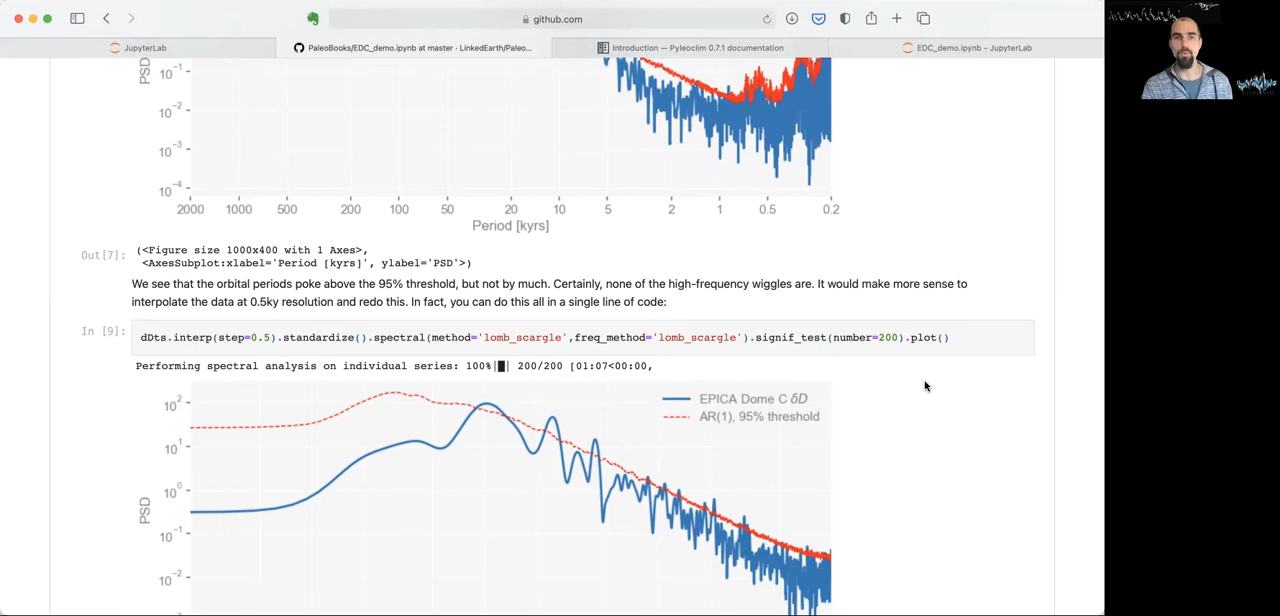 github.com
JupyterLab
PaleoBooks/EDC_demo.ipynb at master · LinkedEarth/Paleo...
Introduction — Pyleoclim 0.7.1 documentation
EDC_demo.ipynb - JupyterLab
PSD
10-1
10-2
10-3
10-4
2000 1000 500 200 100 50 20 10 5 2 1 0.5 0.2
Period [kyrs]
Out[7]: (<Figure size 1000x400 with 1 Axes>,
<AxesSubplot:xlabel='Period [kyrs]', ylabel='PSD'>)
We see that the orbital periods poke above the 95% threshold, but not by much. Certainly, none of the high-frequency wiggles are. It would make more sense to
interpolate the data at 0.5ky resolution and redo this. In fact, you can do this all in a single line of code:
In [9]: dDts.interp(step=0.5).standardize().spectral(method='lomb_scargle',freq_method='lomb_scargle').signif_test(number=200).plot()
Performing spectral analysis on individual series: 100%|█| 200/200 [01:07<00:00,
EPICA Dome C δD
AR(1), 95% threshold
PSD
102
101
100
10-1
10-2